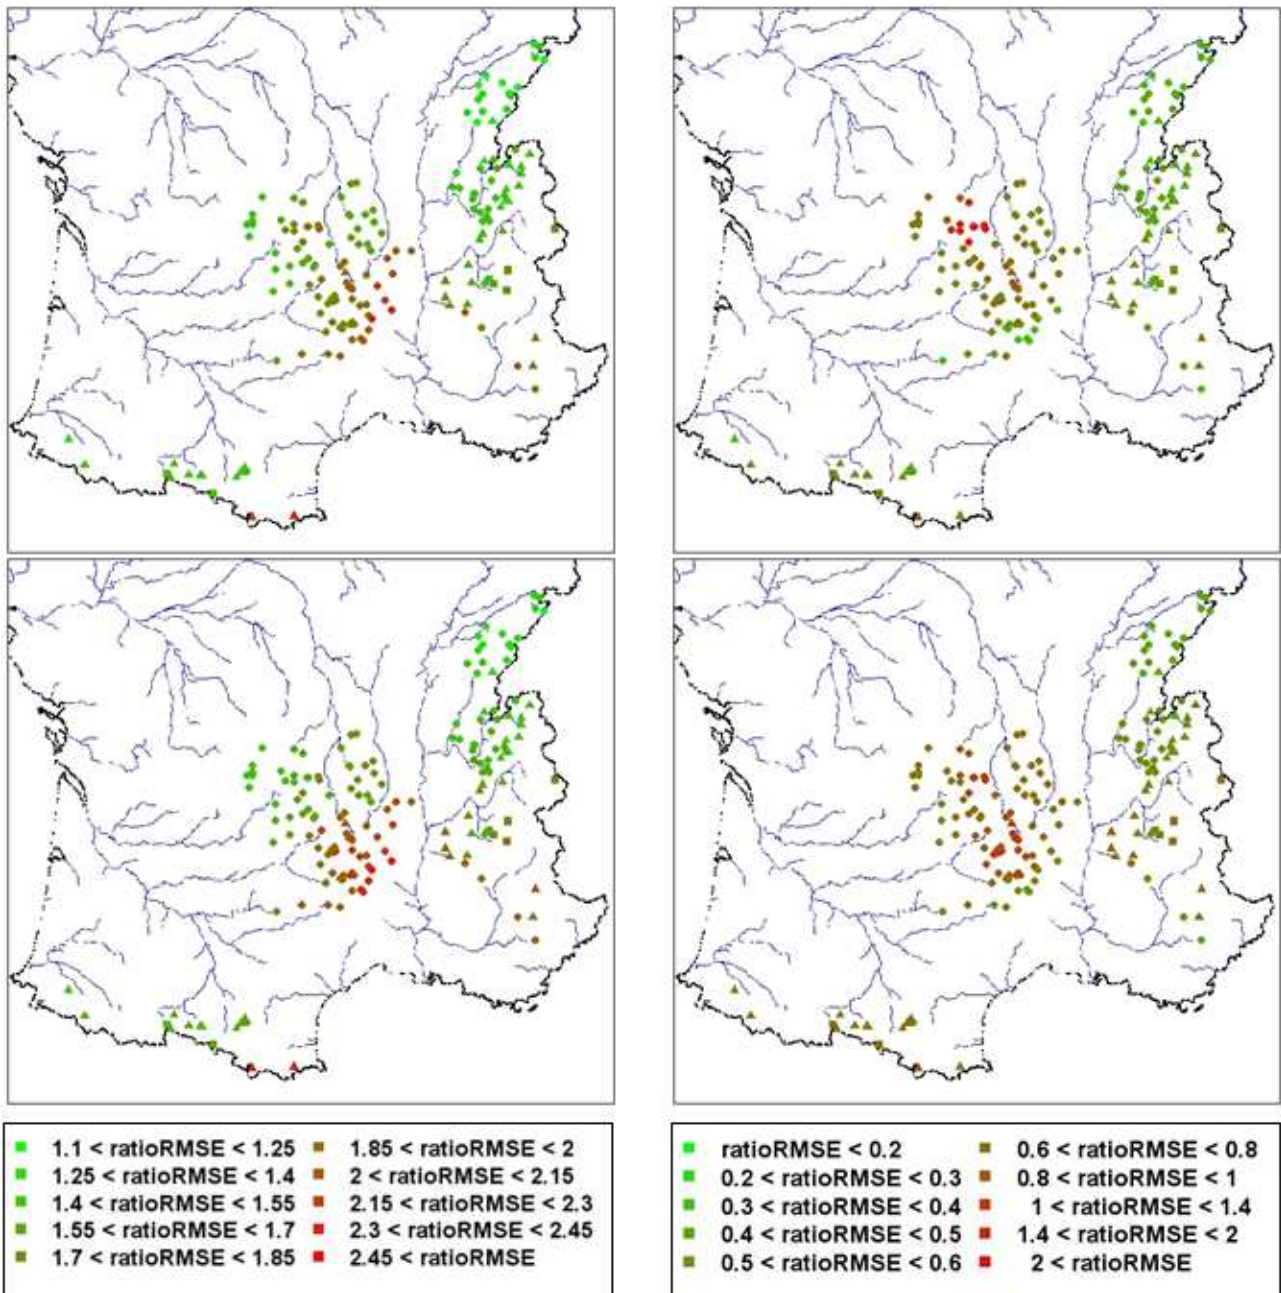 1.1 < ratioRMSE < 1.25
1.25 < ratioRMSE < 1.4
1.4 < ratioRMSE < 1.55
1.55 < ratioRMSE < 1.7
1.7 < ratioRMSE < 1.85
1.85 < ratioRMSE < 2
2 < ratioRMSE < 2.15
2.15 < ratioRMSE < 2.3
2.3 < ratioRMSE < 2.45
2.45 < ratioRMSE
ratioRMSE < 0.2
0.2 < ratioRMSE < 0.3
0.3 < ratioRMSE < 0.4
0.4 < ratioRMSE < 0.5
0.5 < ratioRMSE < 0.6
0.6 < ratioRMSE < 0.8
0.8 < ratioRMSE < 1
1 < ratioRMSE < 1.4
1.4 < ratioRMSE < 2
2 < ratioRMSE